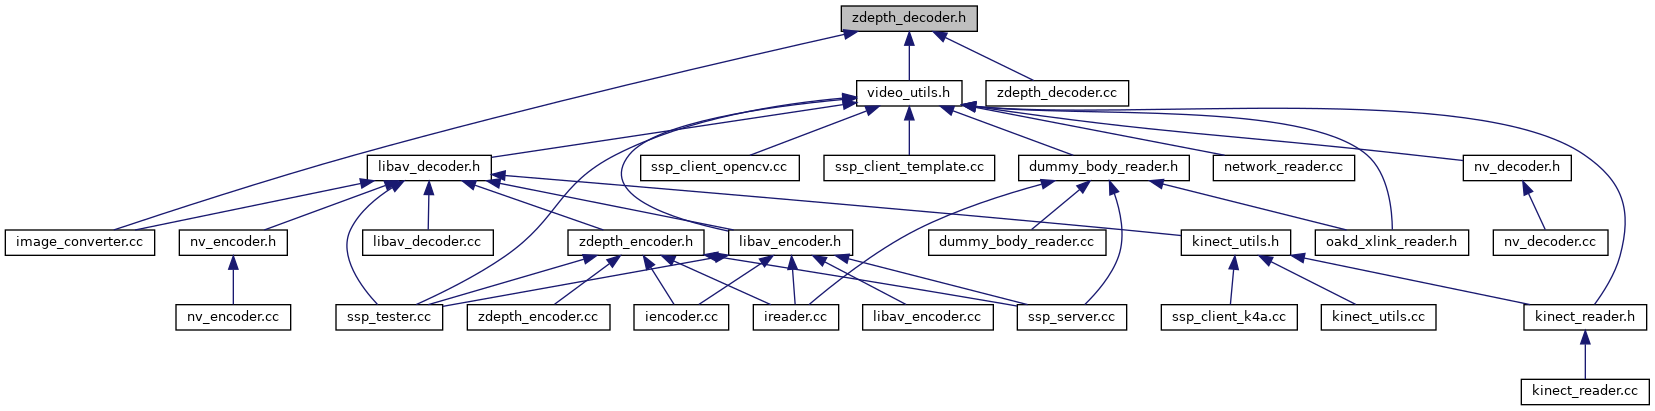 zdepth_decoder.h
video_utils.h
zdepth_decoder.cc
libav_decoder.h
ssp_client_opencv.cc
ssp_client_template.cc
dummy_body_reader.h
network_reader.cc
nv_decoder.h
image_converter.cc
nv_encoder.h
libav_decoder.cc
zdepth_encoder.h
libav_encoder.h
dummy_body_reader.cc
kinect_utils.h
oakd_xlink_reader.h
nv_decoder.cc
nv_encoder.cc
ssp_tester.cc
zdepth_encoder.cc
iencoder.cc
ireader.cc
libav_encoder.cc
ssp_server.cc
ssp_client_k4a.cc
kinect_utils.cc
kinect_reader.h
kinect_reader.cc